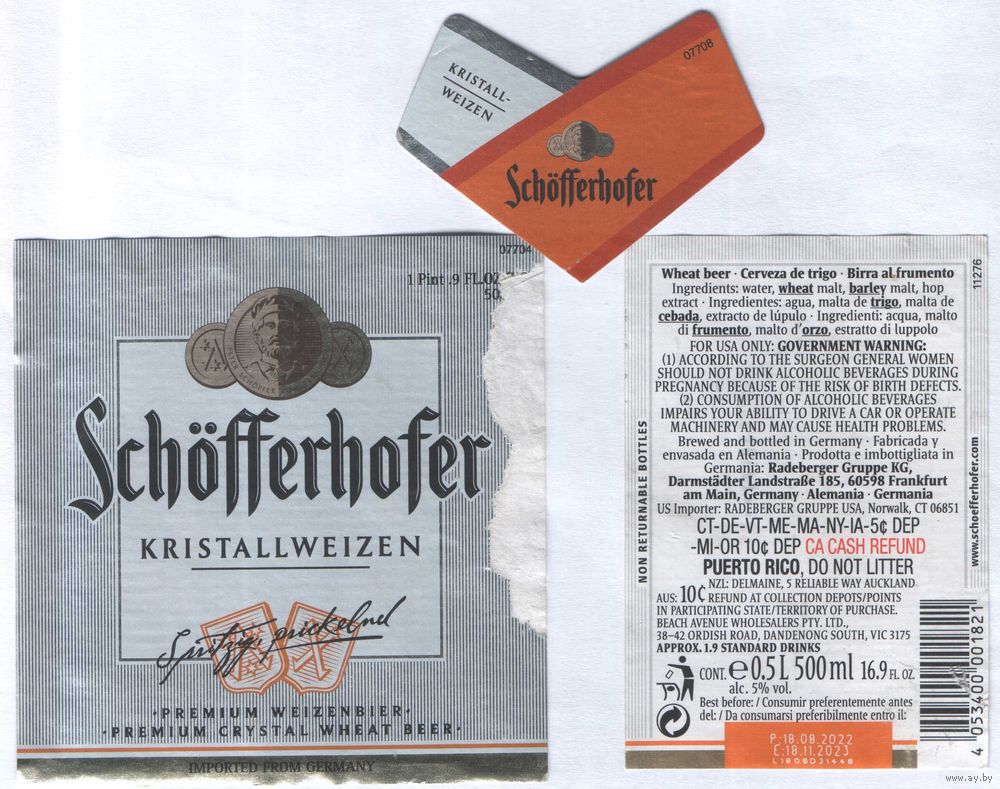 KRISTALL-
WEIZEN
07708
Schöfferhofer
07704
1 Pint .9 FL.OZ
50
Schöfferhofer
KRISTALLWEIZEN
Spritzig, prickelnd
·PREMIUM WEIZENBIER·
·PREMIUM CRYSTAL WHEAT BEER·
IMPORTED FROM GERMANY
Wheat beer · Cerveza de trigo · Birra al frumento
Ingredients: water, wheat malt, barley malt, hop
extract · Ingredientes: agua, malta de trigo, malta de
cebada, extracto de lúpulo · Ingredienti: acqua, malto
di frumento, malto d'orzo, estratto di luppolo
FOR USA ONLY: GOVERNMENT WARNING:
(1) ACCORDING TO THE SURGEON GENERAL WOMEN
SHOULD NOT DRINK ALCOHOLIC BEVERAGES DURING
PREGNANCY BECAUSE OF THE RISK OF BIRTH DEFECTS.
(2) CONSUMPTION OF ALCOHOLIC BEVERAGES
IMPAIRS YOUR ABILITY TO DRIVE A CAR OR OPERATE
MACHINERY AND MAY CAUSE HEALTH PROBLEMS.
Brewed and bottled in Germany · Fabricada y
envasada en Alemania · Prodotta e imbottigliata in
Germania: Radeberger Gruppe KG,
Darmstädter Landstraße 185, 60598 Frankfurt
am Main, Germany · Alemania · Germania
US Importer: RADEBERGER GRUPPE USA, Norwalk, CT 06851
CT-DE-VT-ME-MA-NY-IA-5¢ DEP
-MI-OR 10¢ DEP CA CASH REFUND
PUERTO RICO, DO NOT LITTER
NZL: DELMAINE, 5 RELIABLE WAY AUCKLAND
AUS: 10¢ REFUND AT COLLECTION DEPOTS/POINTS
IN PARTICIPATING STATE/TERRITORY OF PURCHASE.
BEACH AVENUE WHOLESALERS PTY. LTD.,
38–42 ORDISH ROAD, DANDENONG SOUTH, VIC 3175
APPROX. 1.9 STANDARD DRINKS
CONT. e 0.5 L 500 ml 16.9 FL. OZ.
alc. 5% vol.
Best before: / Consumir preferentemente antes
del: / Da consumarsi preferibilmente entro il:
P:18.08.2022
E:18.11.2023
L1808031448
NON RETURNABLE BOTTLES
11276
www.schoefferhofer.com
4 053400 001821
www.ay.by